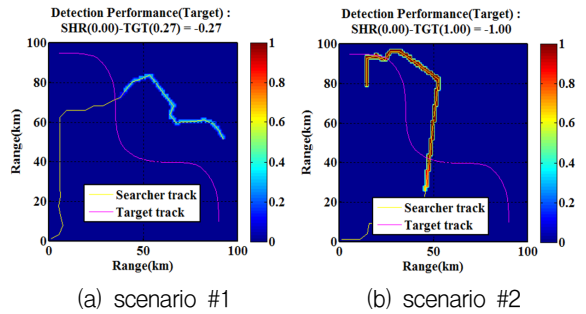 Detection Performance(Target) :
SHR(0.00)-TGT(0.27) = -0.27
100
80
60
40
20
0
0
50
100
Range(km)
Range(km)
Searcher track
Target track
1
0.8
0.6
0.4
0.2
0
(a) scenario #1
Detection Performance(Target) :
SHR(0.00)-TGT(1.00) = -1.00
100
80
60
40
20
0
0
50
100
Range(km)
Range(km)
Searcher track
Target track
1
0.8
0.6
0.4
0.2
0
(b) scenario #2